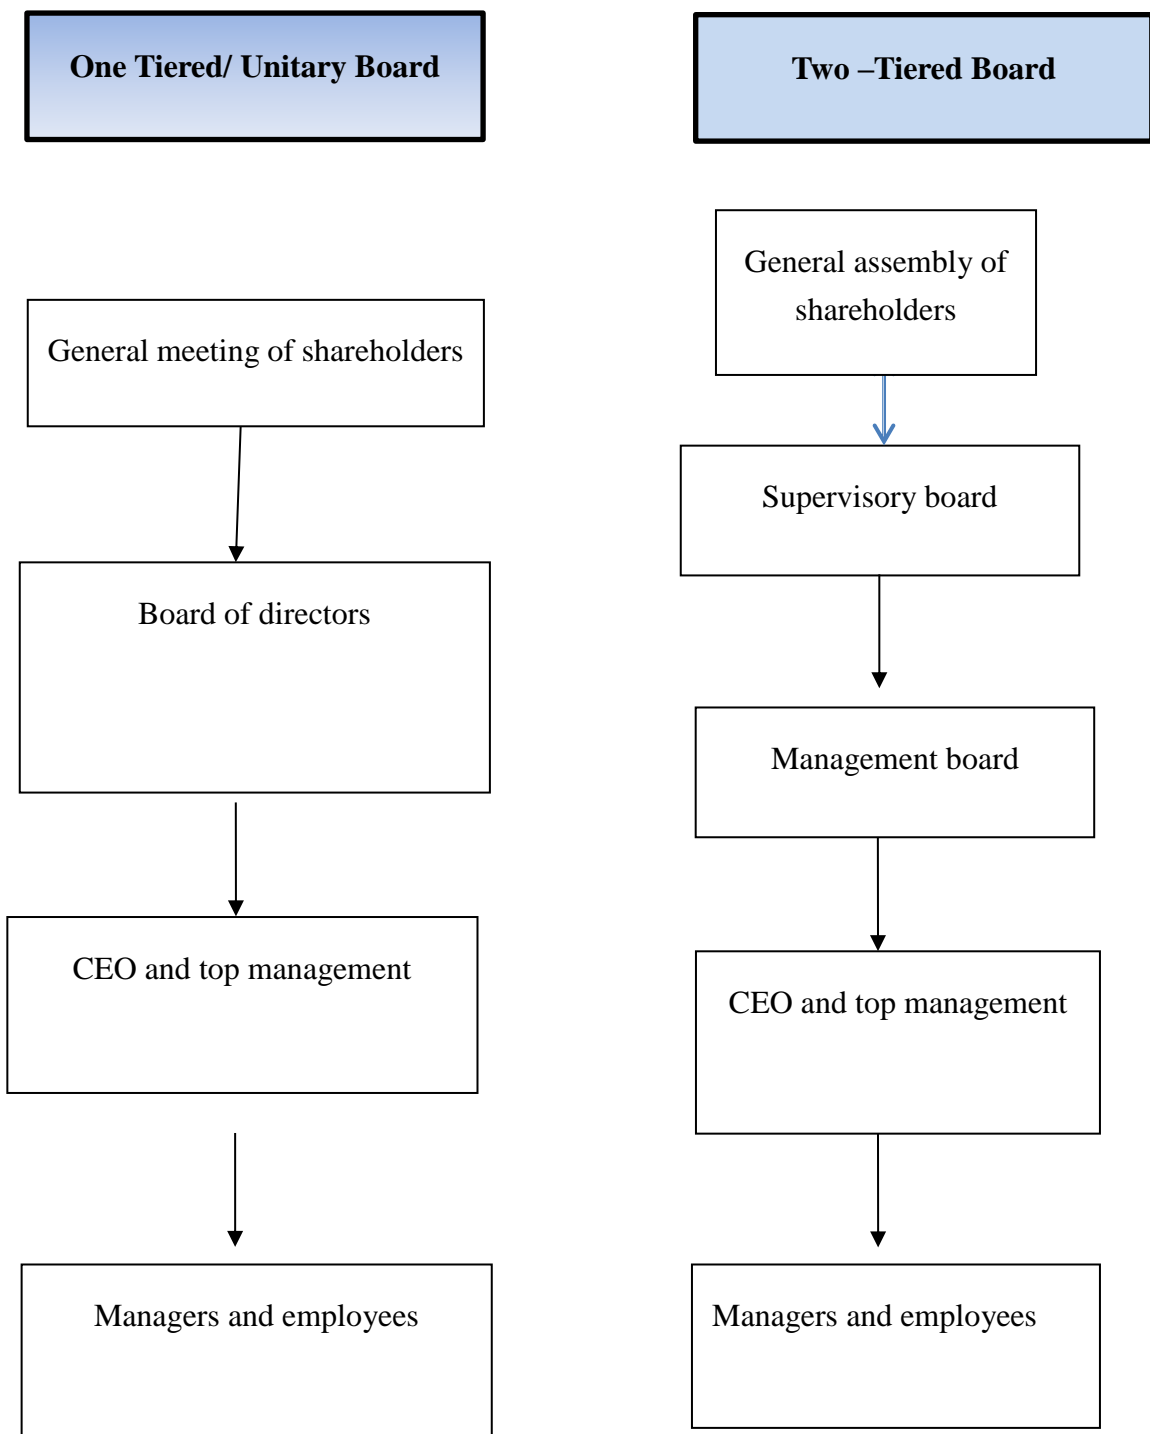 One Tiered/ Unitary Board
General meeting of shareholders
Board of directors
CEO and top management
Managers and employees
Two –Tiered Board
General assembly of
shareholders
Supervisory board
Management board
CEO and top management
Managers and employees